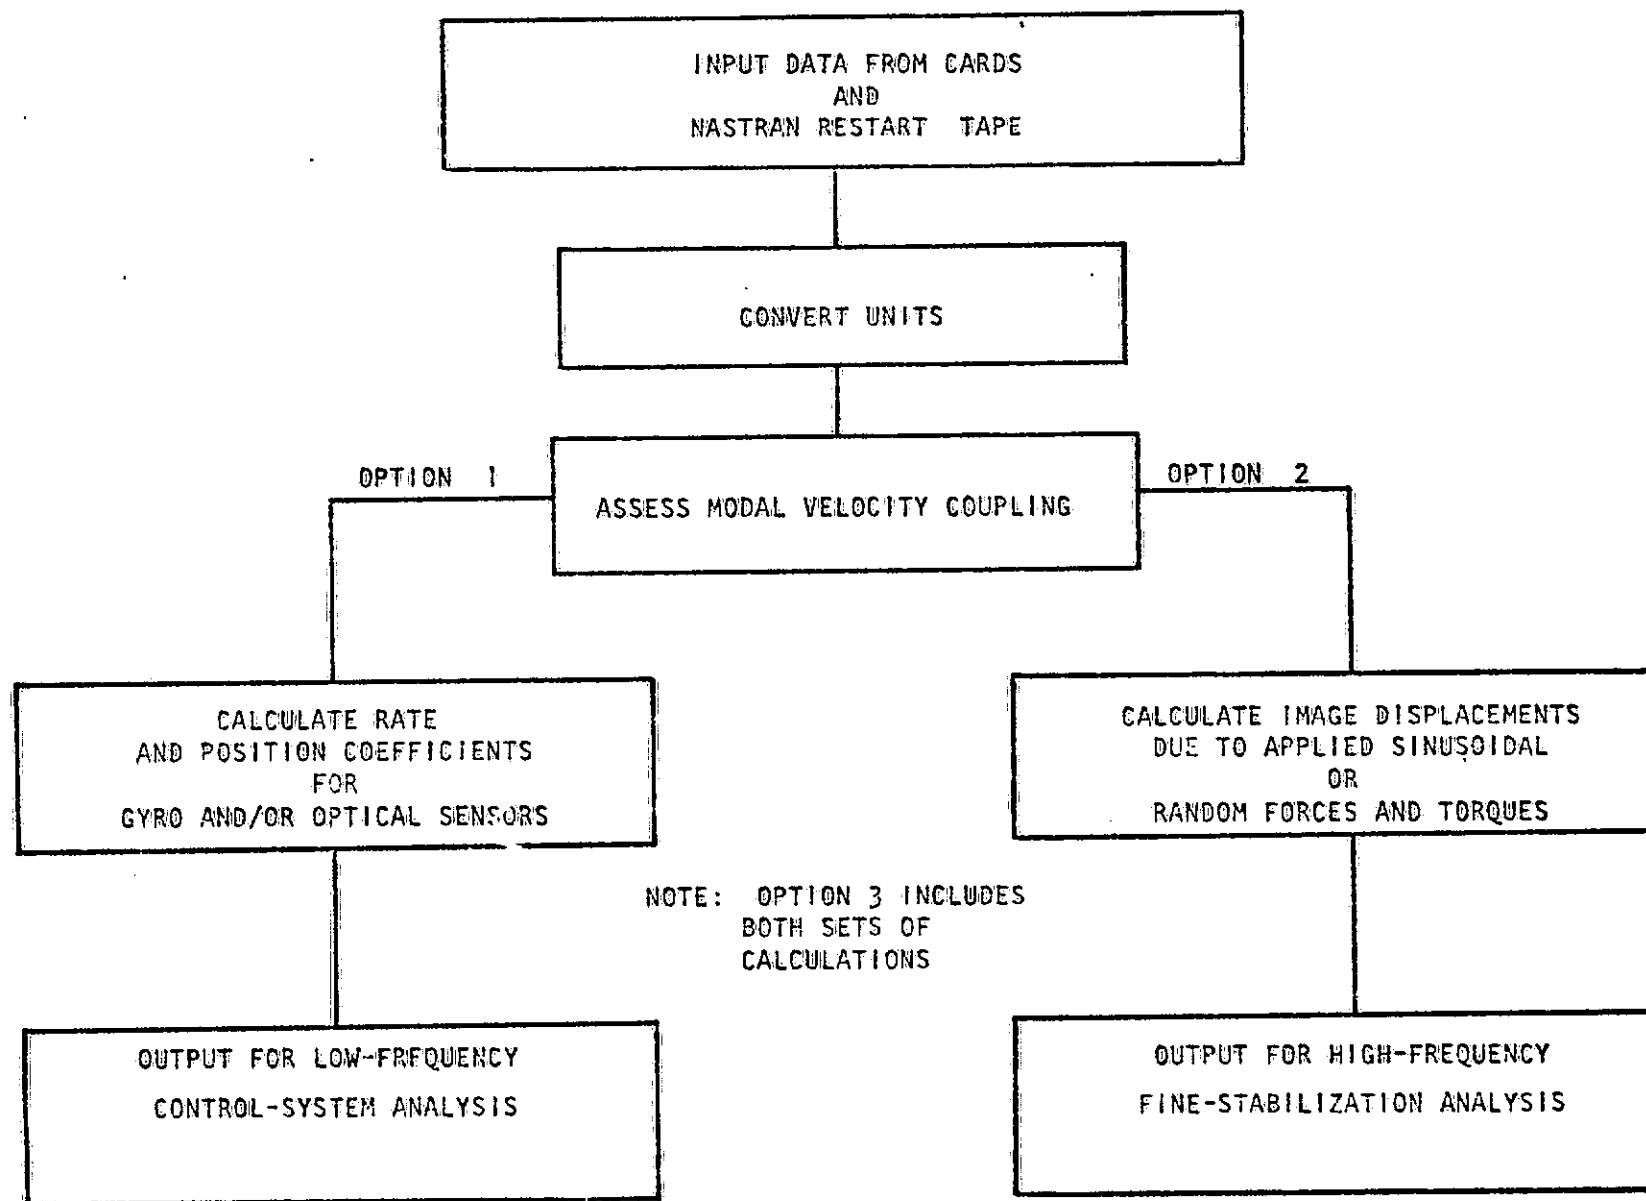 INPUT DATA FROM CARDS
AND
NASTRAN RESTART TAPE
CONVERT UNITS
OPTION 1
OPTION 2
ASSESS MODAL VELOCITY COUPLING
CALCULATE RATE
AND POSITION COEFFICIENTS
FOR
GYRO AND/OR OPTICAL SENSORS
CALCULATE IMAGE DISPLACEMENTS
DUE TO APPLIED SINUSOIDAL
OR
RANDOM FORCES AND TORQUES
NOTE: OPTION 3 INCLUDES
BOTH SETS OF
CALCULATIONS
OUTPUT FOR LOW-FREQUENCY
CONTROL-SYSTEM ANALYSIS
OUTPUT FOR HIGH-FREQUENCY
FINE-STABILIZATION ANALYSIS